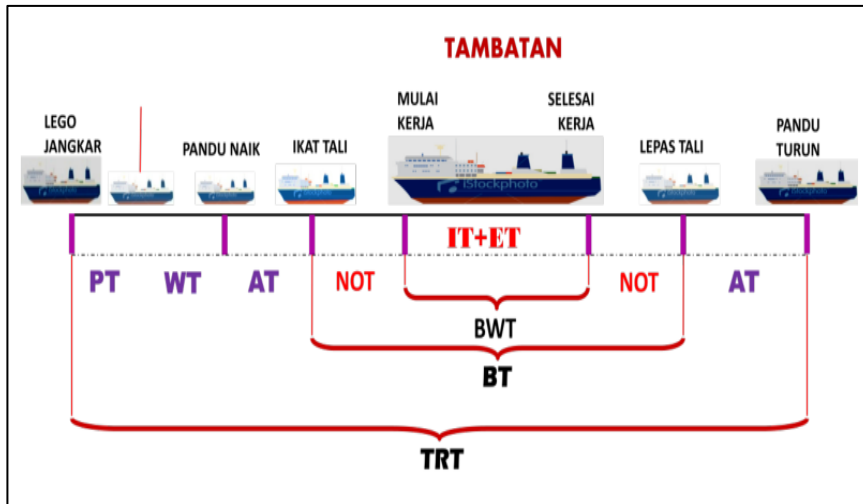 TAMBATAN
MULAI
KERJA
SELESAI
KERJA
LEGO
JANGKAR
PANDU NAIK
IKAT TALI
LEPAS TALI
PANDU
TURUN
iStockphoto
IT+ET
PT
WT
AT
NOT
NOT
AT
BWT
BT
TRT